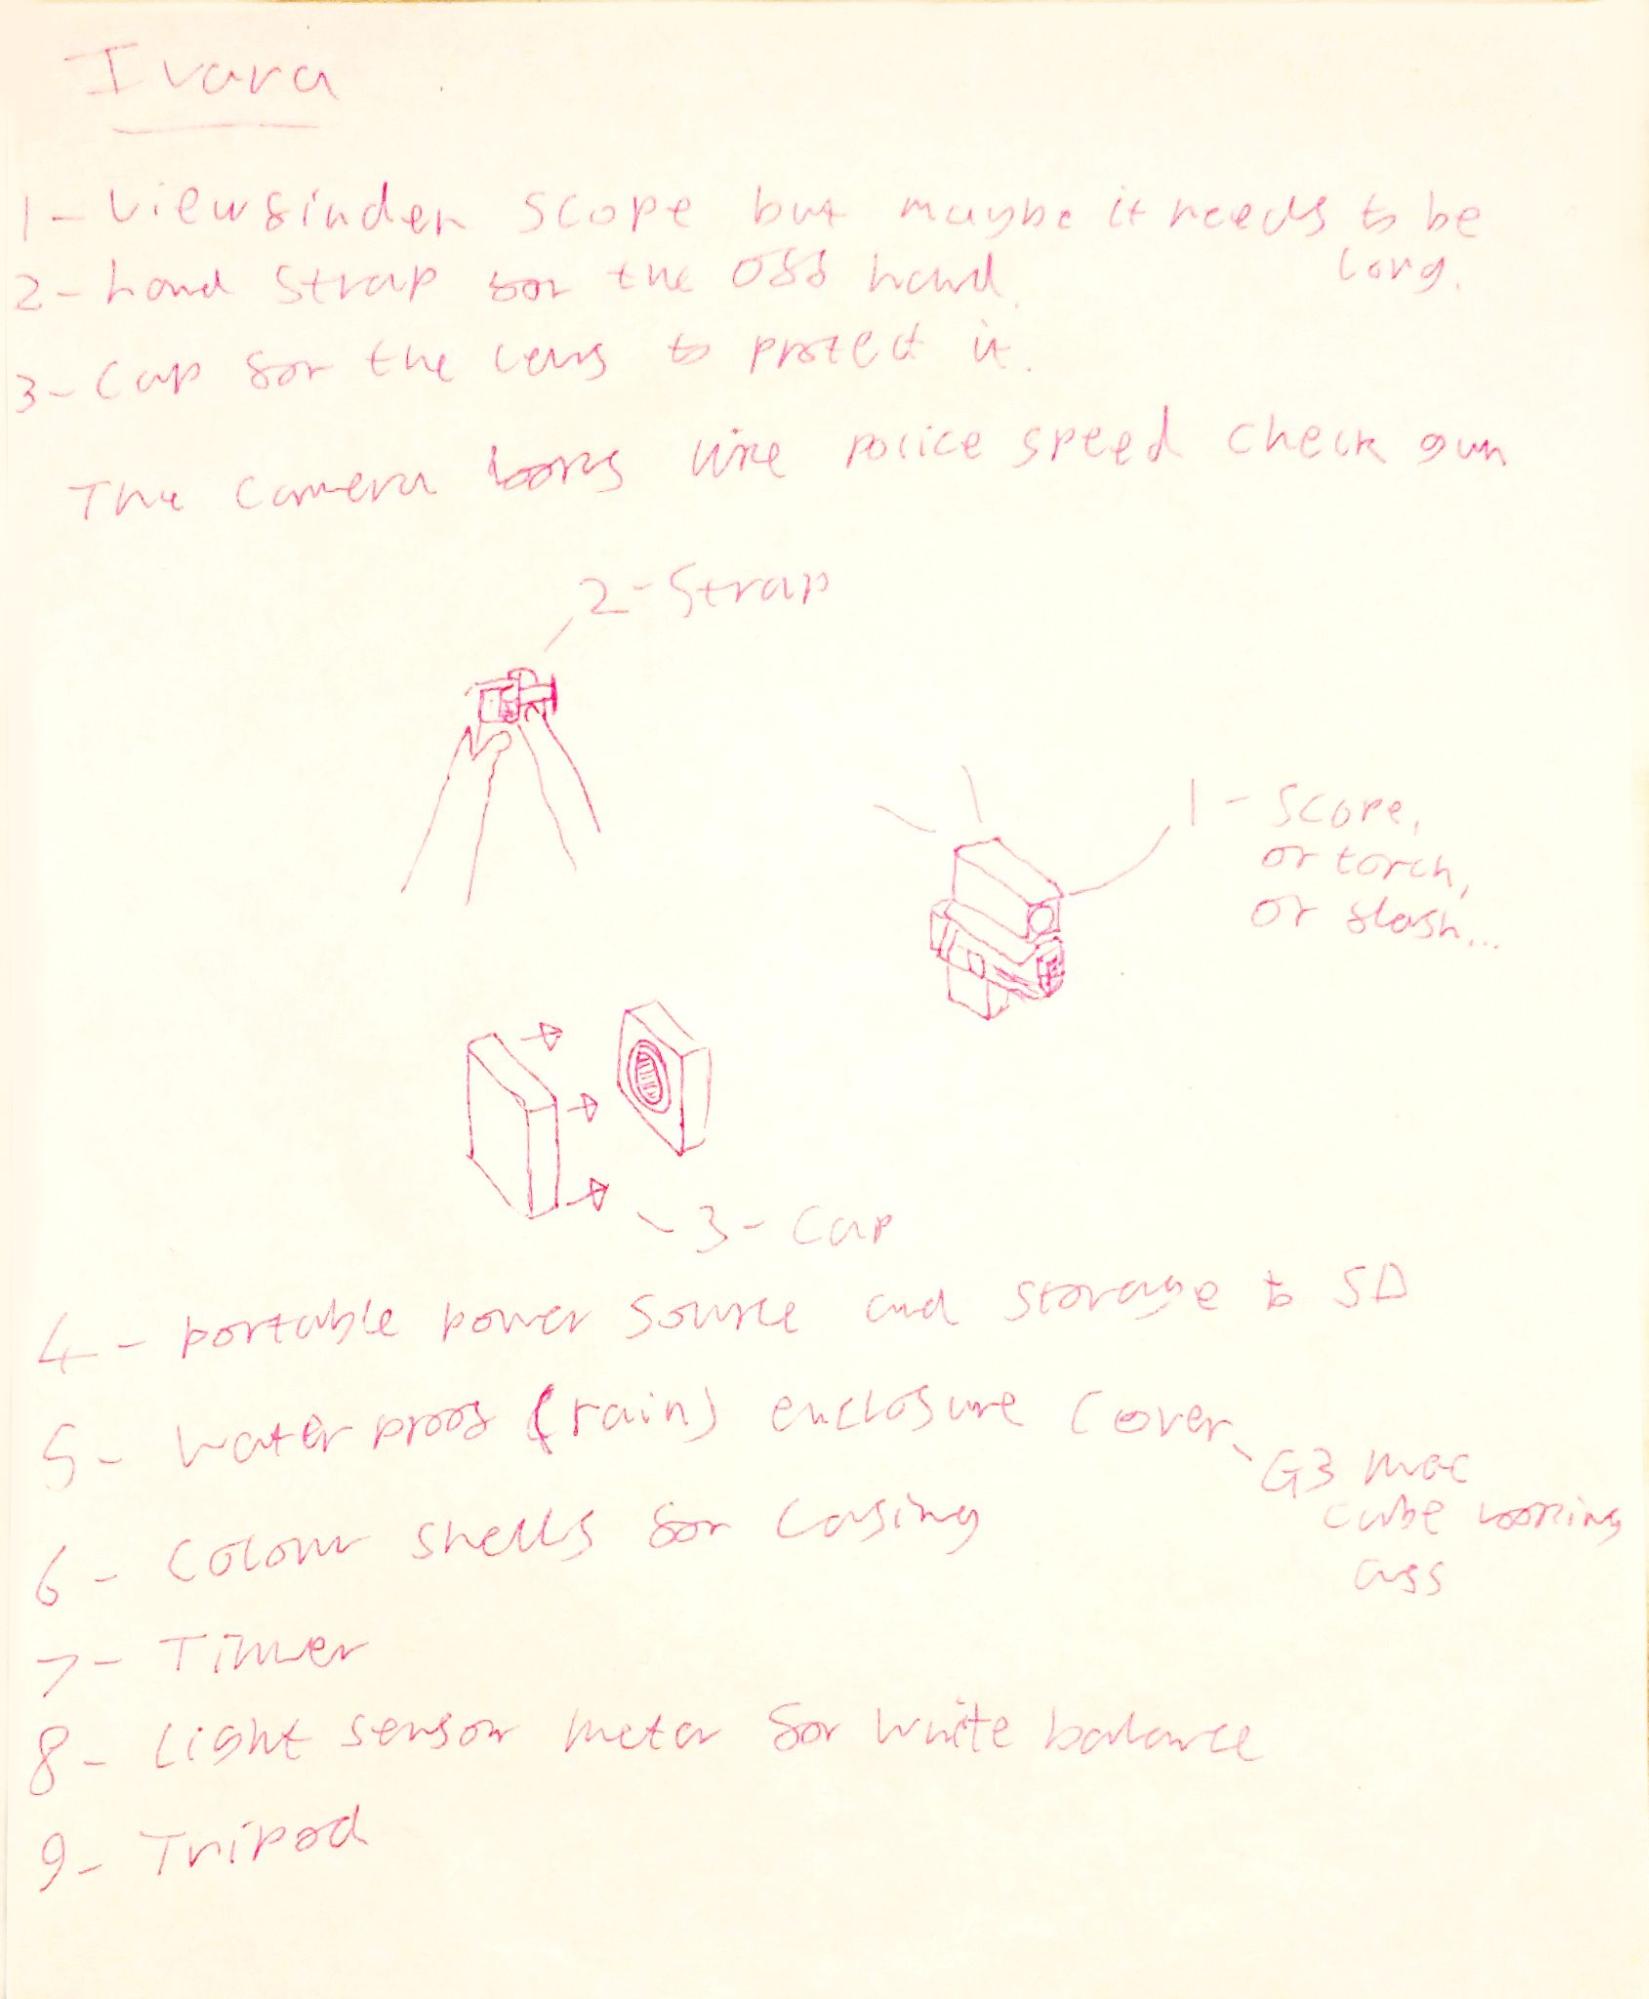 Ivara
1- Viewfinder scope but maybe it needs to be
long.
2- hand strap for the off hand.
3- Cap for the lens to protect it.
The camera looks like police speed check gun
2- Strap
1- Scope,
or torch,
or flash...
3- Cap
4- portable power source and storage to SD
5- Waterproof (rain) enclosure cover
G3 mac
cube looking
ass
6- Colour shells for casing
7- Timer
8- Light sensor meter for white balance
9- Tripod